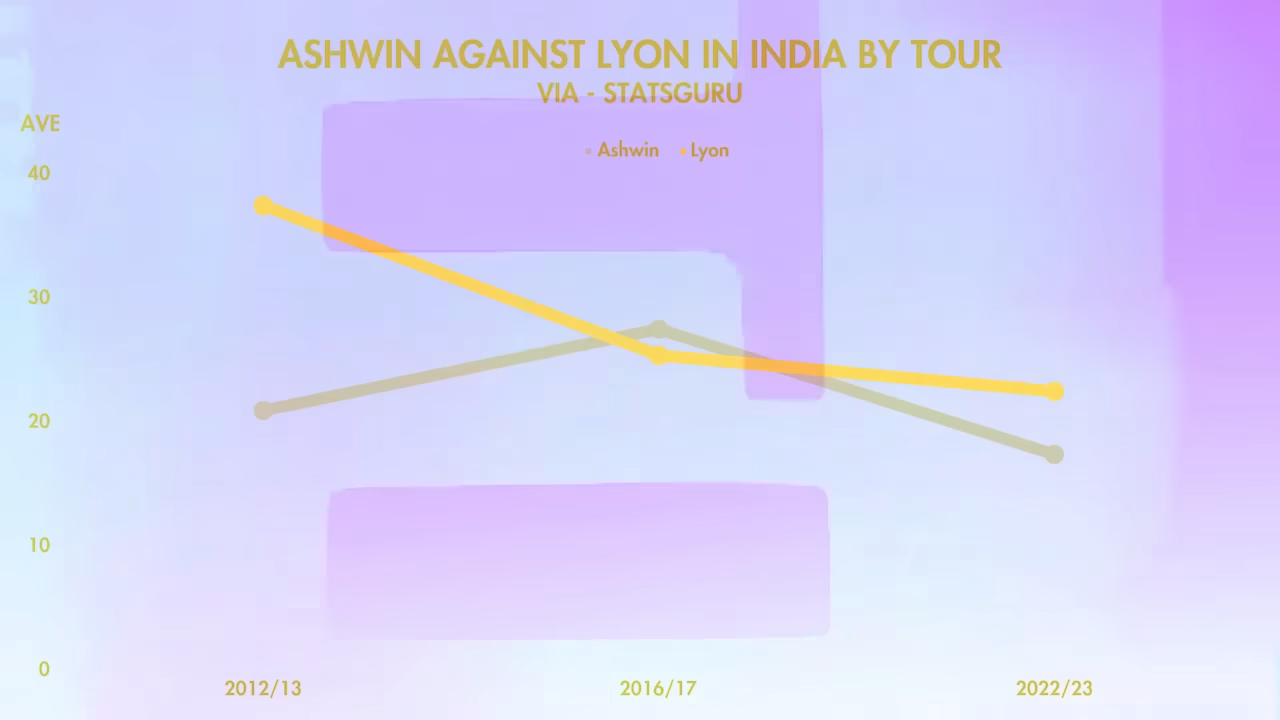 ASHWIN AGAINST LYON IN INDIA BY TOUR
VIA - STATSGURU
AVE
Ashwin Lyon
40
30
20
10
0
2012/13 2016/17 2022/23